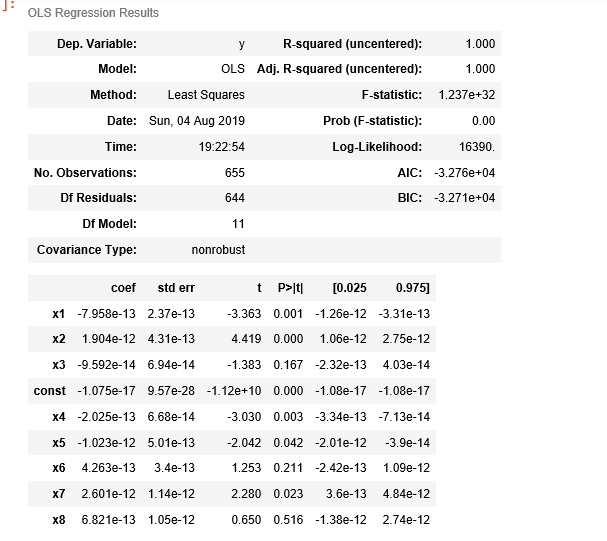 ]:
OLS Regression Results
Dep. Variable: y R-squared (uncentered): 1.000
Model: OLS Adj. R-squared (uncentered): 1.000
Method: Least Squares F-statistic: 1.237e+32
Date: Sun, 04 Aug 2019 Prob (F-statistic): 0.00
Time: 19:22:54 Log-Likelihood: 16390.
No. Observations: 655 AIC: -3.276e+04
Df Residuals: 644 BIC: -3.271e+04
Df Model: 11
Covariance Type: nonrobust
coef std err t P>|t| [0.025 0.975]
x1 -7.958e-13 2.37e-13 -3.363 0.001 -1.26e-12 -3.31e-13
x2 1.904e-12 4.31e-13 4.419 0.000 1.06e-12 2.75e-12
x3 -9.592e-14 6.94e-14 -1.383 0.167 -2.32e-13 4.03e-14
const -1.075e-17 9.57e-28 -1.12e+10 0.000 -1.08e-17 -1.08e-17
x4 -2.025e-13 6.68e-14 -3.030 0.003 -3.34e-13 -7.13e-14
x5 -1.023e-12 5.01e-13 -2.042 0.042 -2.01e-12 -3.9e-14
x6 4.263e-13 3.4e-13 1.253 0.211 -2.42e-13 1.09e-12
x7 2.601e-12 1.14e-12 2.280 0.023 3.6e-13 4.84e-12
x8 6.821e-13 1.05e-12 0.650 0.516 -1.38e-12 2.74e-12